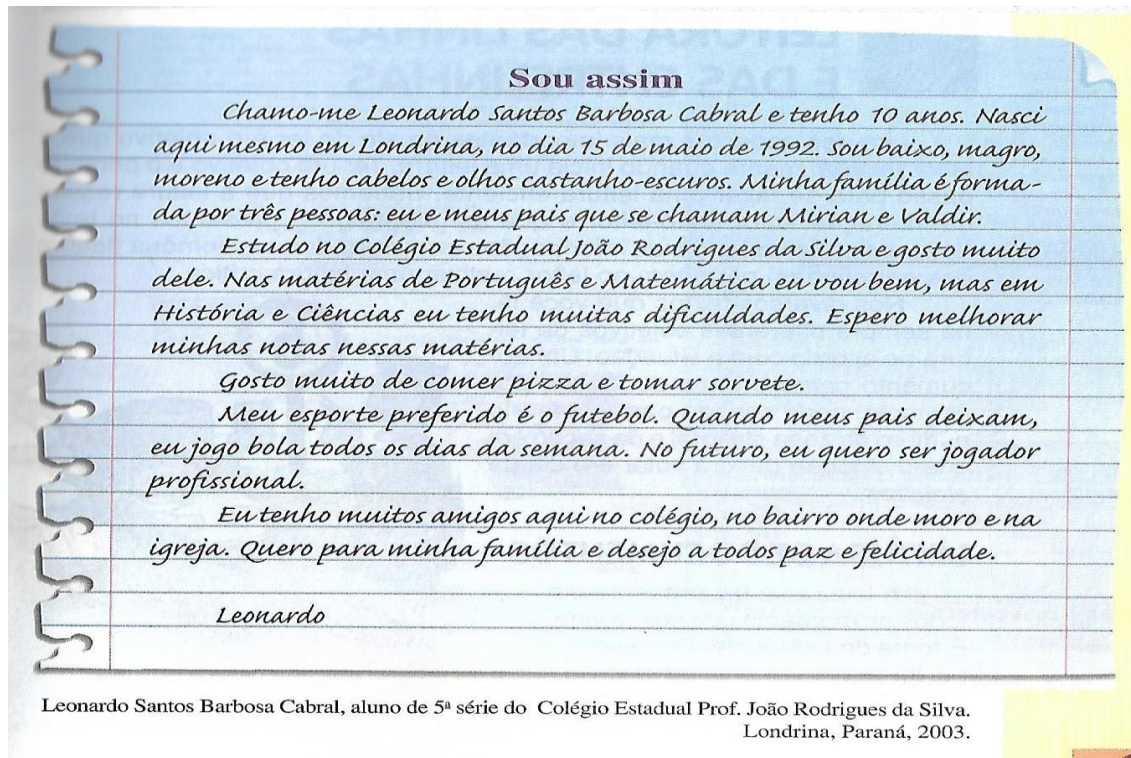 Sou assim
Chamo-me Leonardo Santos Barbosa Cabral e tenho 10 anos. Nasci
aqui mesmo em Londrina, no dia 15 de maio de 1992. Sou baixo, magro,
moreno e tenho cabelos e olhos castanho-escuros. Minha família é forma-
da por três pessoas: eu e meus pais que se chamam Mirian e Valdir.
Estudo no Colégio Estadual João Rodrigues da Silva e gosto muito
dele. Nas matérias de Português e Matemática eu vou bem, mas em
História e Ciências eu tenho muitas dificuldades. Espero melhorar
minhas notas nessas matérias.
Gosto muito de comer pizza e tomar sorvete.
Meu esporte preferido é o futebol. Quando meus pais deixam,
eu jogo bola todos os dias da semana. No futuro, eu quero ser jogador
profissional.
Eu tenho muitos amigos aqui no colégio, no bairro onde moro e na
igreja. Quero para minha família e desejo a todos paz e felicidade.
Leonardo
Leonardo Santos Barbosa Cabral, aluno de 5ª série do Colégio Estadual Prof. João Rodrigues da Silva.
Londrina, Paraná, 2003.